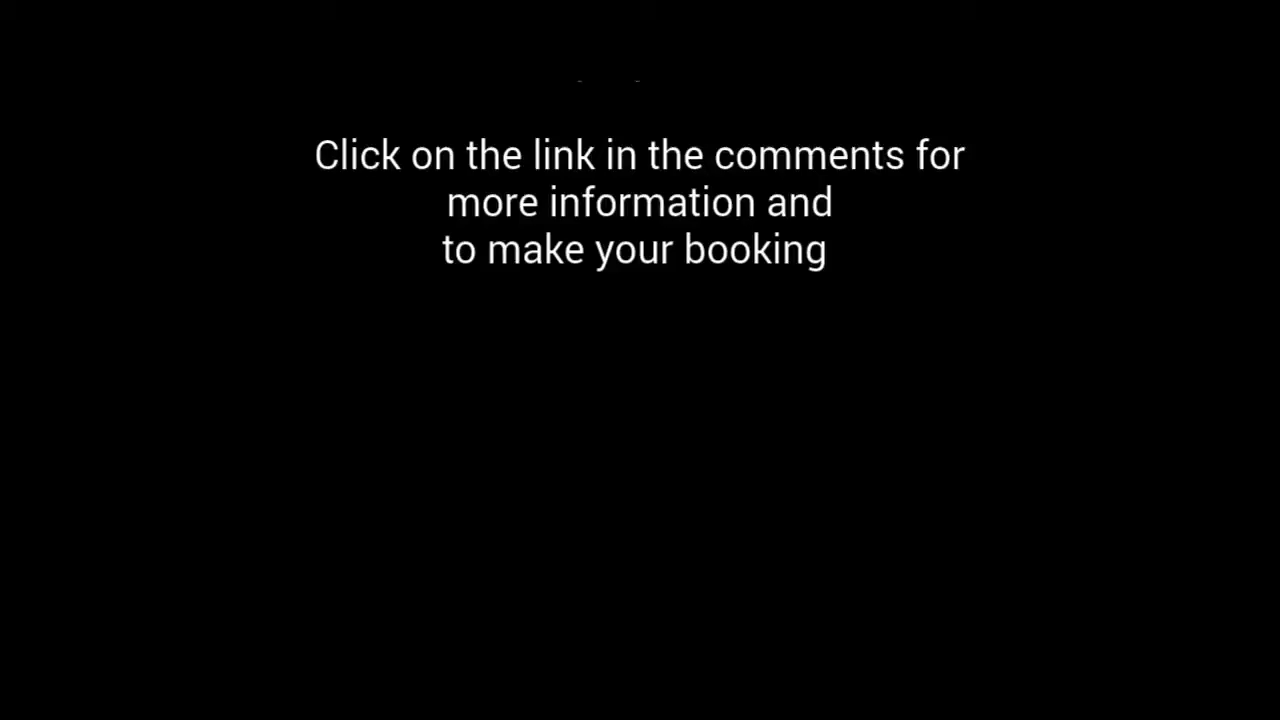 Click on the link in the comments for
more information and
to make your booking